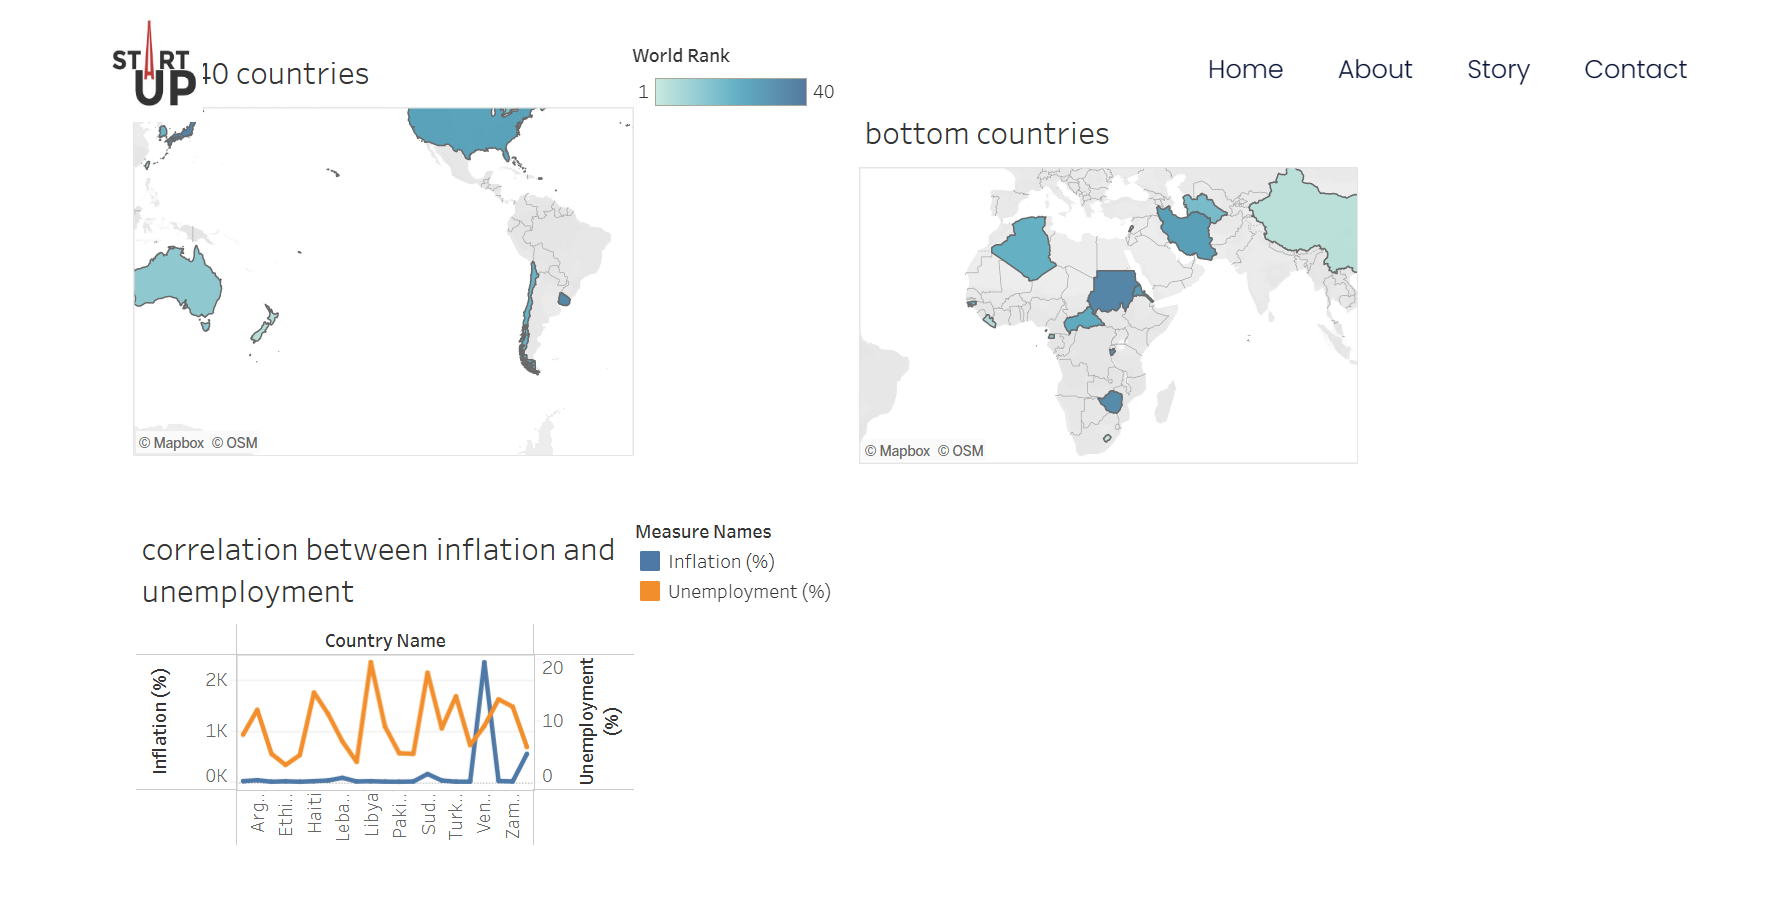 START
UP
40 countries
World Rank
1
40
Home
About
Story
Contact
bottom countries
© Mapbox © OSM
© Mapbox © OSM
correlation between inflation and
unemployment
Measure Names
Inflation (%)
Unemployment (%)
Country Name
Inflation (%)
2K
1K
0K
20
10
0
Unemployment
(%)
Arg..
Ethi..
Haiti
Leba..
Libya
Paki..
Sud..
Turk..
Ven..
Zam..